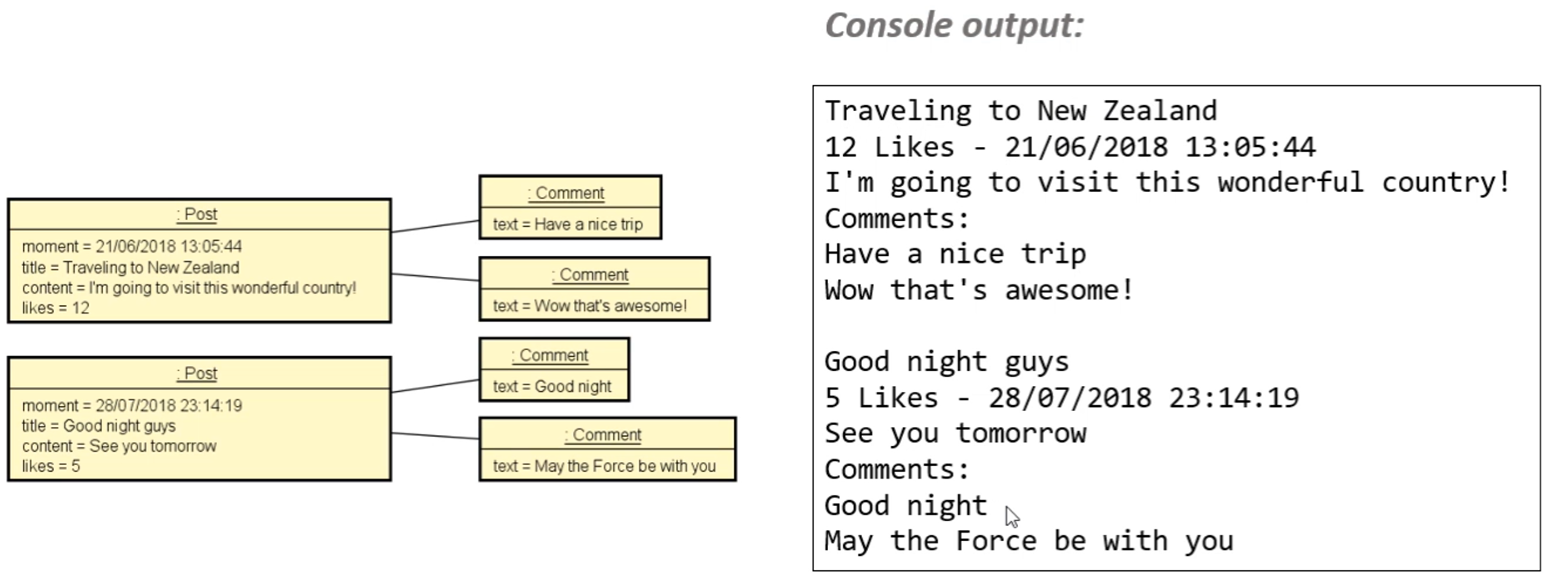 Console output:
: Post
moment = 21/06/2018 13:05:44
title = Traveling to New Zealand
content = I'm going to visit this wonderful country!
likes = 12
: Comment
text = Have a nice trip
: Comment
text = Wow that's awesome!
: Post
moment = 28/07/2018 23:14:19
title = Good night guys
content = See you tomorrow
likes = 5
: Comment
text = Good night
: Comment
text = May the Force be with you
Traveling to New Zealand
12 Likes - 21/06/2018 13:05:44
I'm going to visit this wonderful country!
Comments:
Have a nice trip
Wow that's awesome!
Good night guys
5 Likes - 28/07/2018 23:14:19
See you tomorrow
Comments:
Good night
May the Force be with you